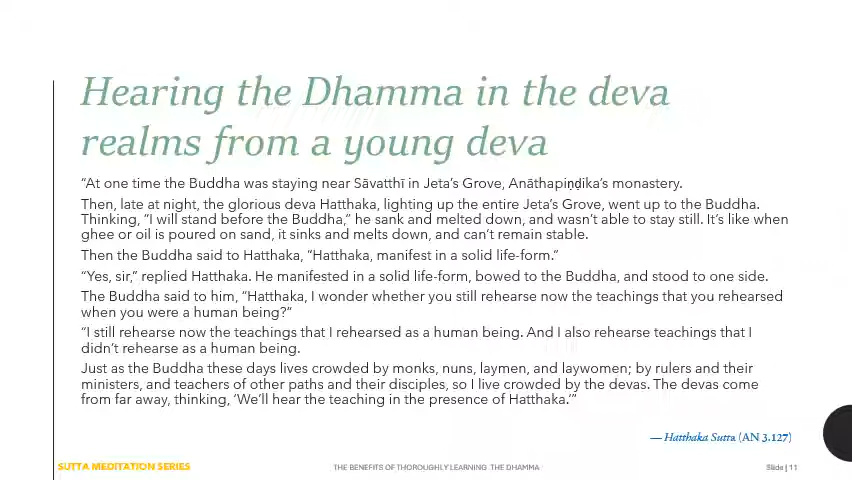 Hearing the Dhamma in the deva
realms from a young deva
“At one time the Buddha was staying near Sāvatthī in Jeta’s Grove, Anāthapiṇḍika’s monastery.
Then, late at night, the glorious deva Hatthaka, lighting up the entire Jeta’s Grove, went up to the Buddha.
Thinking, “I will stand before the Buddha,” he sank and melted down, and wasn’t able to stay still. It’s like when
ghee or oil is poured on sand, it sinks and melts down, and can’t remain stable.
Then the Buddha said to Hatthaka, “Hatthaka, manifest in a solid life-form.”
“Yes, sir,” replied Hatthaka. He manifested in a solid life-form, bowed to the Buddha, and stood to one side.
The Buddha said to him, “Hatthaka, I wonder whether you still rehearse now the teachings that you rehearsed
when you were a human being?”
“I still rehearse now the teachings that I rehearsed as a human being. And I also rehearse teachings that I
didn’t rehearse as a human being.
Just as the Buddha these days lives crowded by monks, nuns, laymen, and laywomen; by rulers and their
ministers, and teachers of other paths and their disciples, so I live crowded by the devas. The devas come
from far away, thinking, ‘We’ll hear the teaching in the presence of Hatthaka.’”
— Hatthaka Sutta (AN 3.127)
SUTTA MEDITATION SERIES
THE BENEFITS OF THOROUGHLY LEARNING THE DHAMMA
Slide | 11